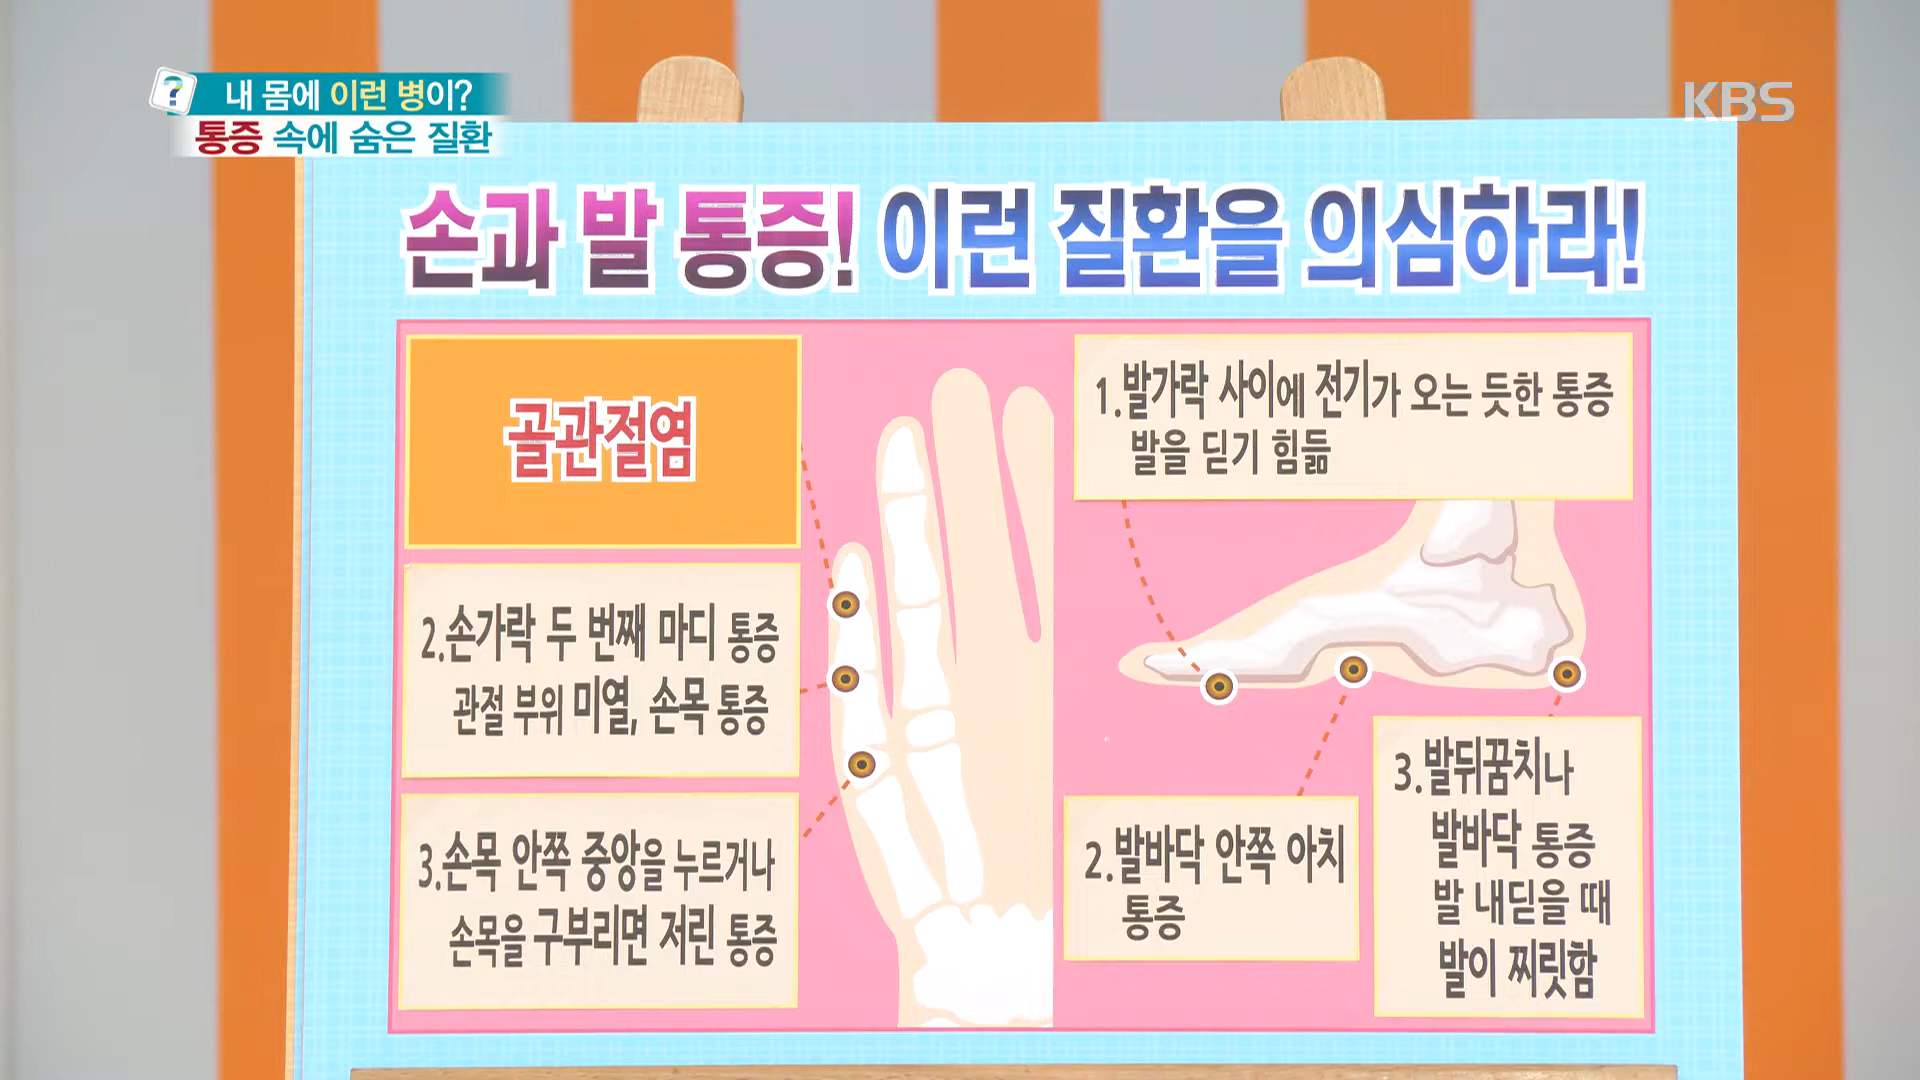 ?
내 몸에 이런 병이?
통증 속에 숨은 질환
KBS
손과 발 통증! 이런 질환을 의심하라!
골관절염
2.손가락 두 번째 마디 통증
관절 부위 미열, 손목 통증
3.손목 안쪽 중앙을 누르거나
손목을 구부리면 저린 통증
1.발가락 사이에 전기가 오는 듯한 통증
발을 딛기 힘듦
2.발바닥 안쪽 아치
통증
3.발뒤꿈치나
발바닥 통증
발 내딛을 때
발이 찌릿함